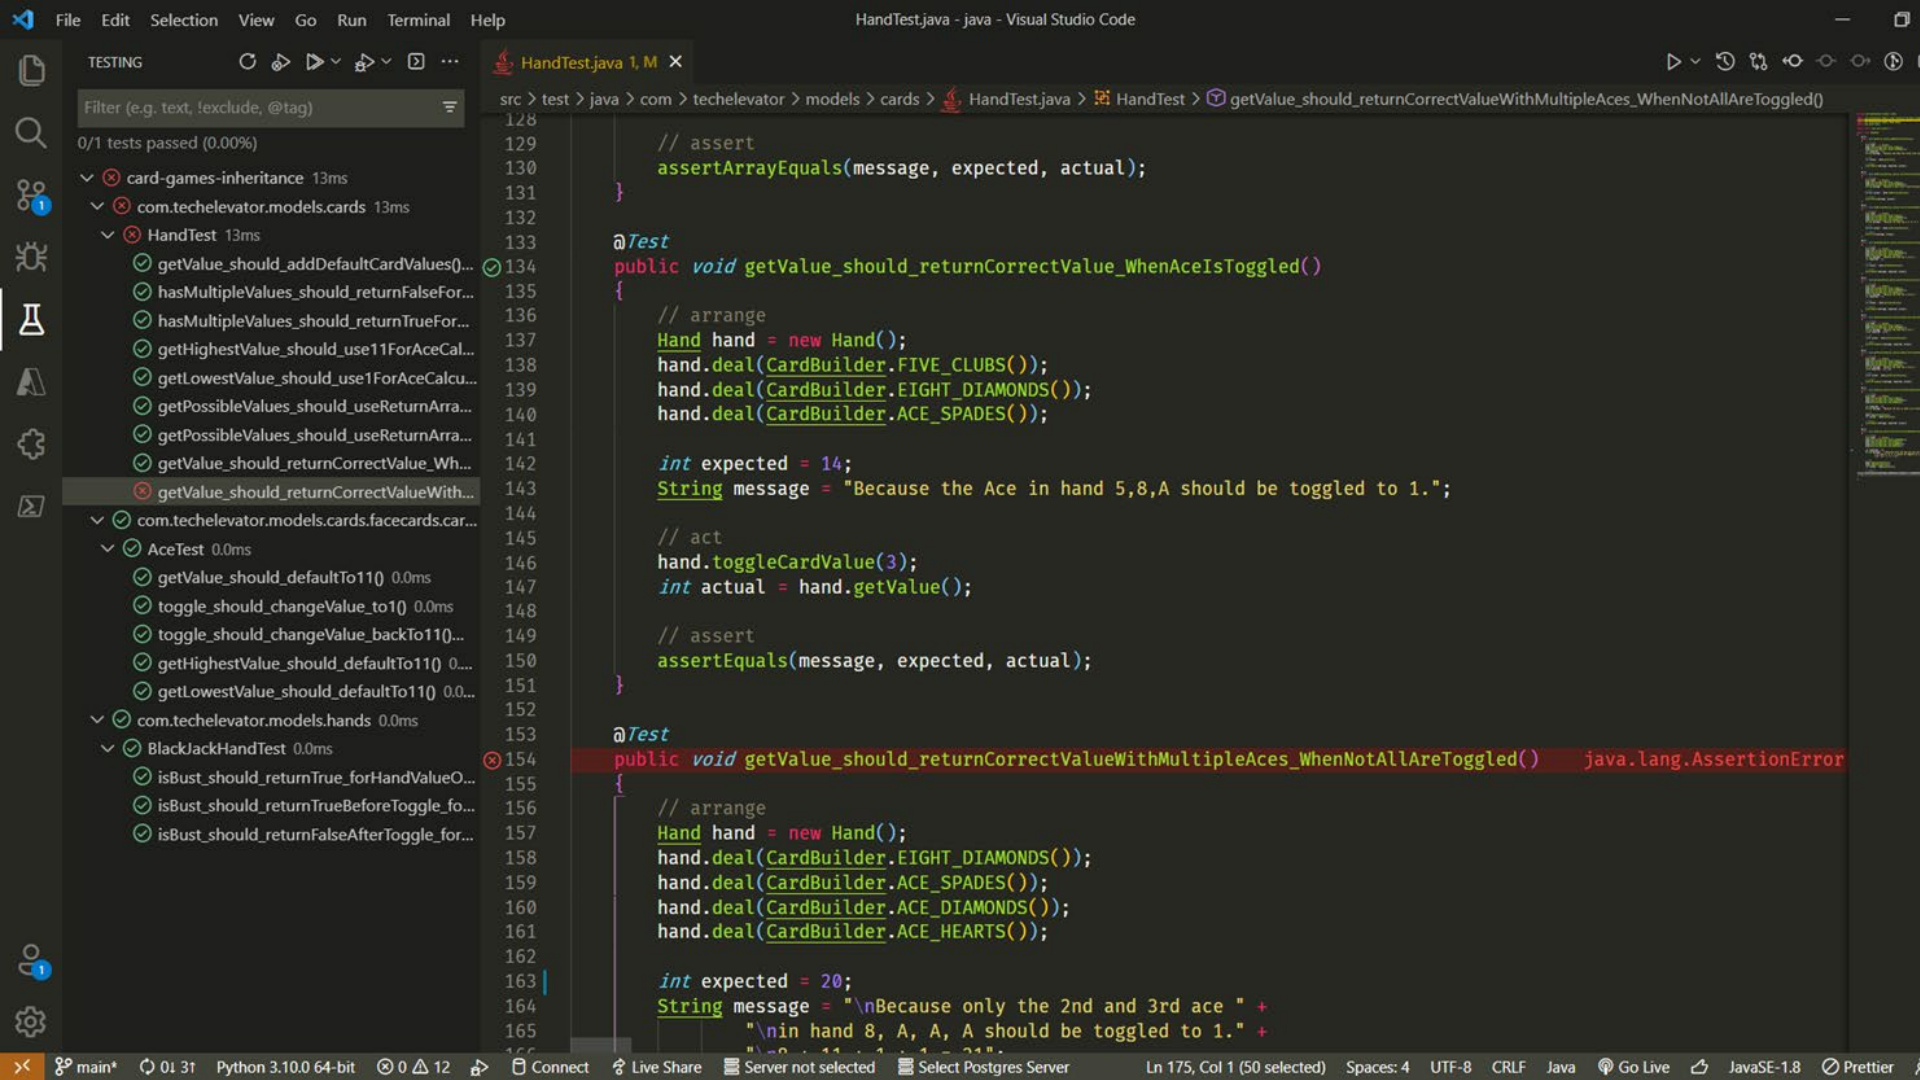 File Edit Selection View Go Run Terminal Help
HandTest.java - java - Visual Studio Code
TESTING
HandTest.java 1, M
Filter (e.g. text, !exclude, @tag)
src > test > java > com > techelevator > models > cards > HandTest.java > HandTest > getValue_should_returnCorrectValueWithMultipleAces_WhenNotAllAreToggled()
0/1 tests passed (0.00%)
card-games-inheritance 13ms
com.techelevator.models.cards 13ms
HandTest 13ms
getValue_should_addDefaultCardValues()...
hasMultipleValues_should_returnFalseFor...
hasMultipleValues_should_returnTrueFor...
getHighestValue_should_use11ForAceCal...
getLowestValue_should_use1ForAceCalcu...
getPossibleValues_should_useReturnArra...
getPossibleValues_should_useReturnArra...
getValue_should_returnCorrectValue_Wh...
getValue_should_returnCorrectValueWith...
com.techelevator.models.cards.facecards.car...
AceTest 0.0ms
getValue_should_defaultTo11() 0.0ms
toggle_should_changeValue_to1() 0.0ms
toggle_should_changeValue_backTo11()...
getHighestValue_should_defaultTo11() 0....
getLowestValue_should_defaultTo11() 0.0...
com.techelevator.models.hands 0.0ms
BlackJackHandTest 0.0ms
isBust_should_returnTrue_forHandValueO...
isBust_should_returnTrueBeforeToggle_fo...
isBust_should_returnFalseAfterToggle_for...
128
129 // assert
130 assertArrayEquals(message, expected, actual);
131 }
132
133 @Test
134 public void getValue_should_returnCorrectValue_WhenAceIsToggled()
135 {
136 // arrange
137 Hand hand = new Hand();
138 hand.deal(CardBuilder.FIVE_CLUBS());
139 hand.deal(CardBuilder.EIGHT_DIAMONDS());
140 hand.deal(CardBuilder.ACE_SPADES());
141
142 int expected = 14;
143 String message = "Because the Ace in hand 5,8,A should be toggled to 1.";
144
145 // act
146 hand.toggleCardValue(3);
147 int actual = hand.getValue();
148
149 // assert
150 assertEquals(message, expected, actual);
151 }
152
153 @Test
154 public void getValue_should_returnCorrectValueWithMultipleAces_WhenNotAllAreToggled() java.lang.AssertionError
155 {
156 // arrange
157 Hand hand = new Hand();
158 hand.deal(CardBuilder.EIGHT_DIAMONDS());
159 hand.deal(CardBuilder.ACE_SPADES());
160 hand.deal(CardBuilder.ACE_DIAMONDS());
161 hand.deal(CardBuilder.ACE_HEARTS());
162
163 int expected = 20;
164 String message = "\nBecause only the 2nd and 3rd ace " +
165 "\nin hand 8, A, A, A should be toggled to 1." +
1
1
main* 0↓ 3↑ Python 3.10.0 64-bit 0 12 Connect Live Share Server not selected Select Postgres Server Ln 175, Col 1 (50 selected) Spaces: 4 UTF-8 CRLF Java Go Live JavaSE-1.8 Prettier